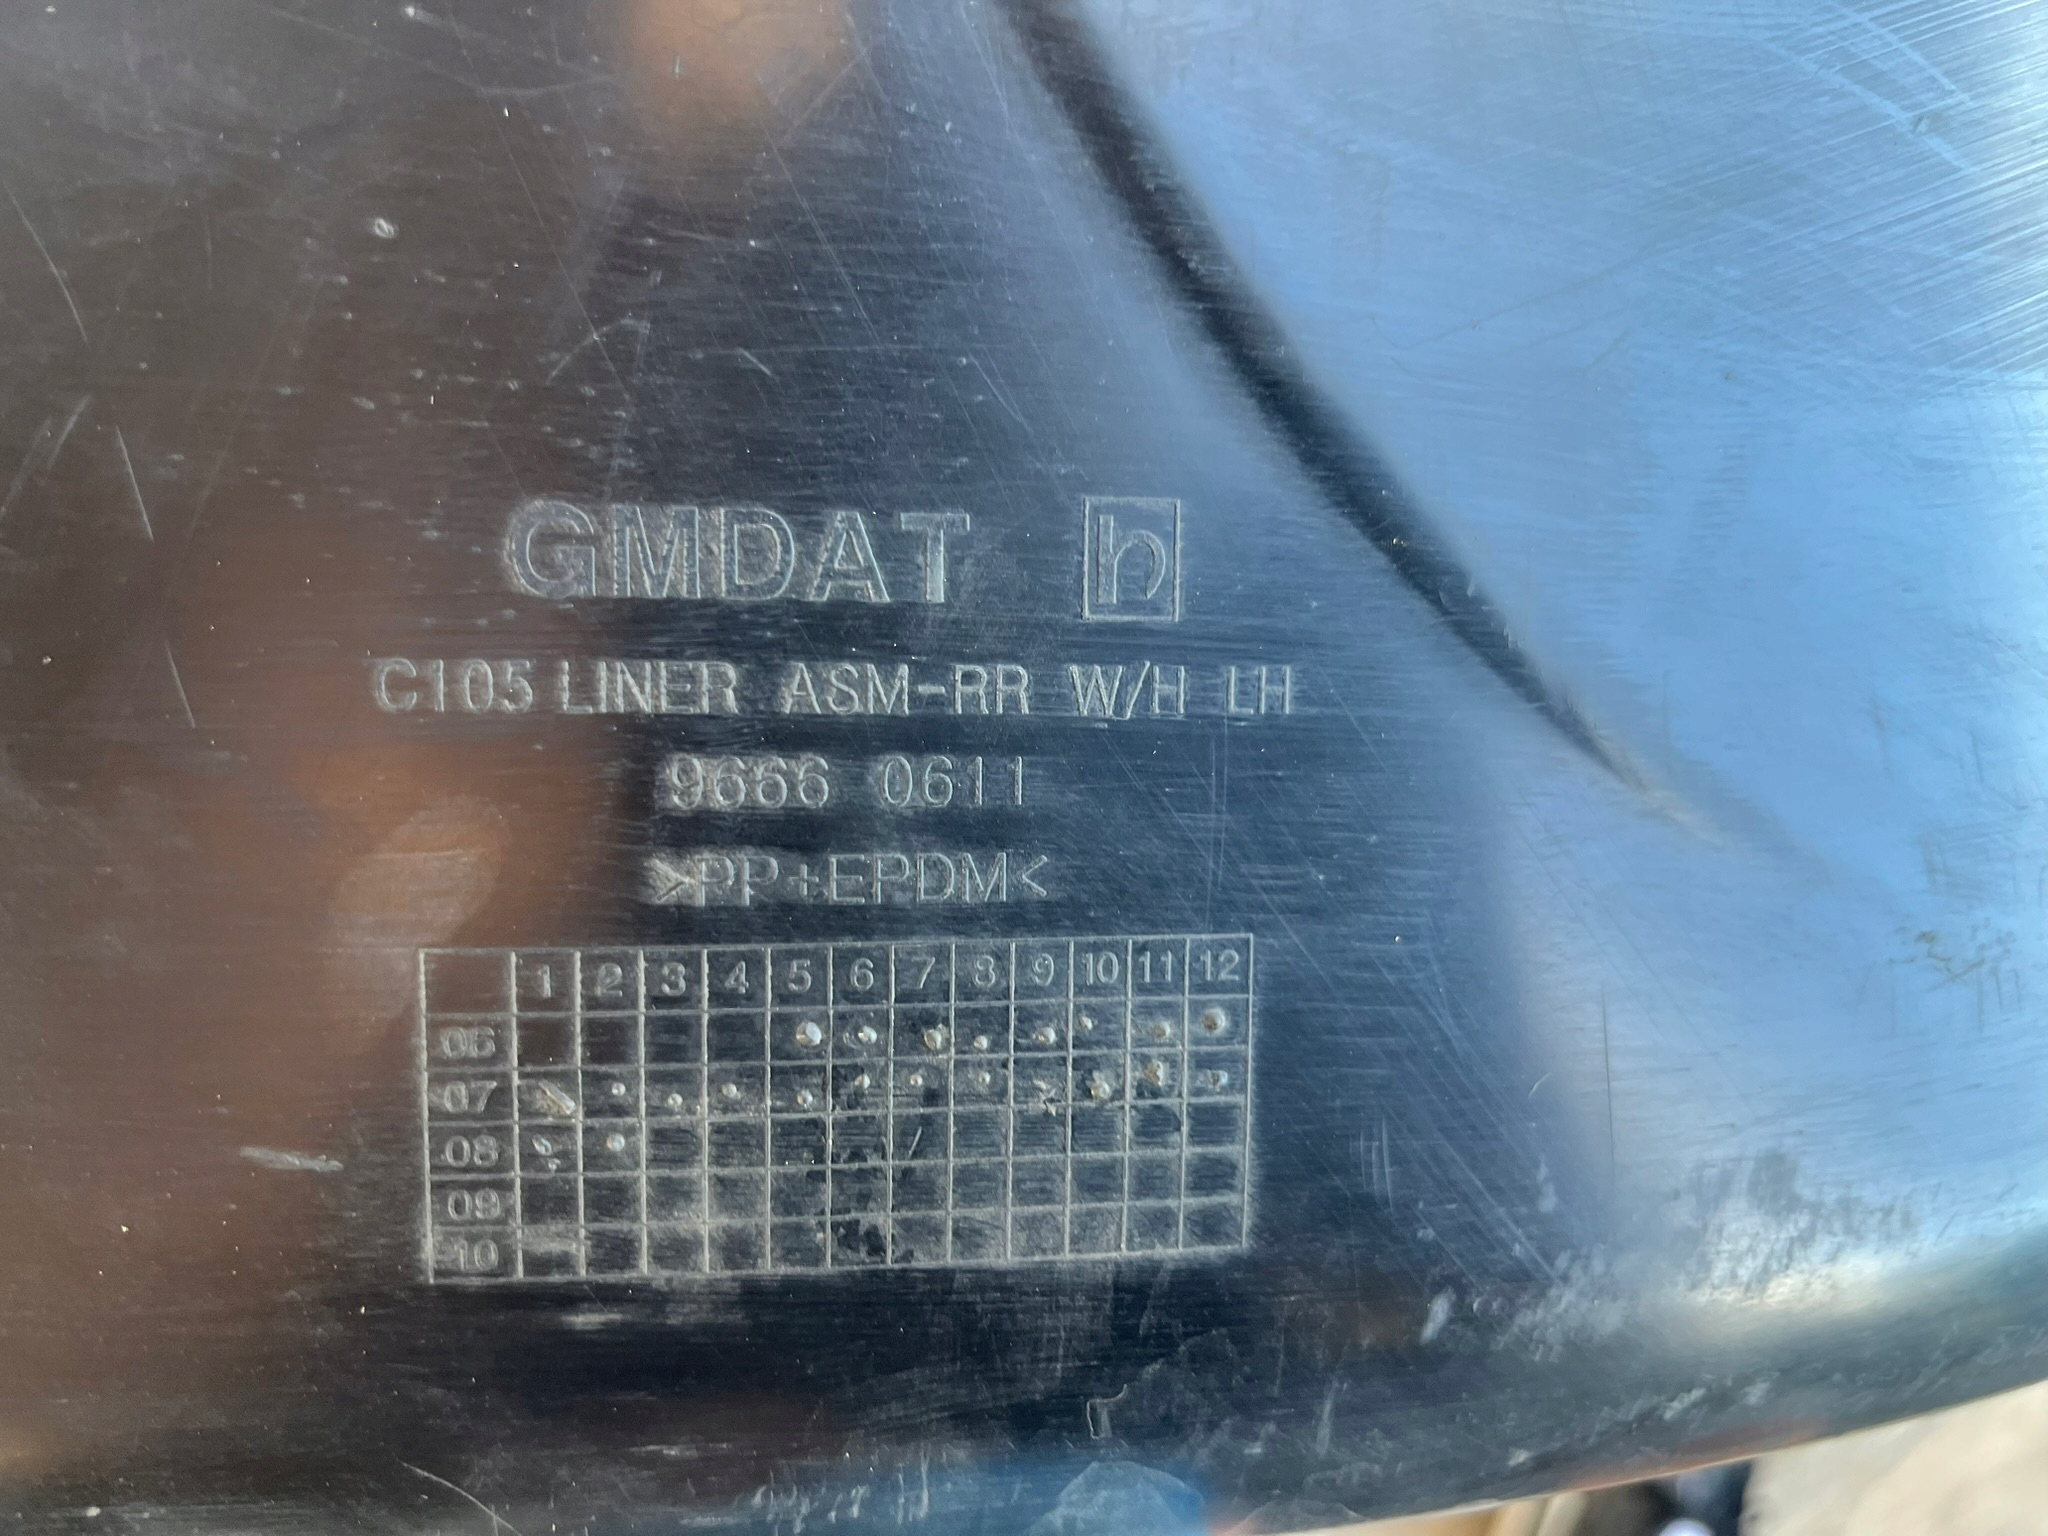 GMDAT h
C105 LINER ASM-RR W/H LH
9666 0611
>PP+EPDM<
1 2 3 4 5 6 7 8 9 10 11 12
06
07
08
09
10